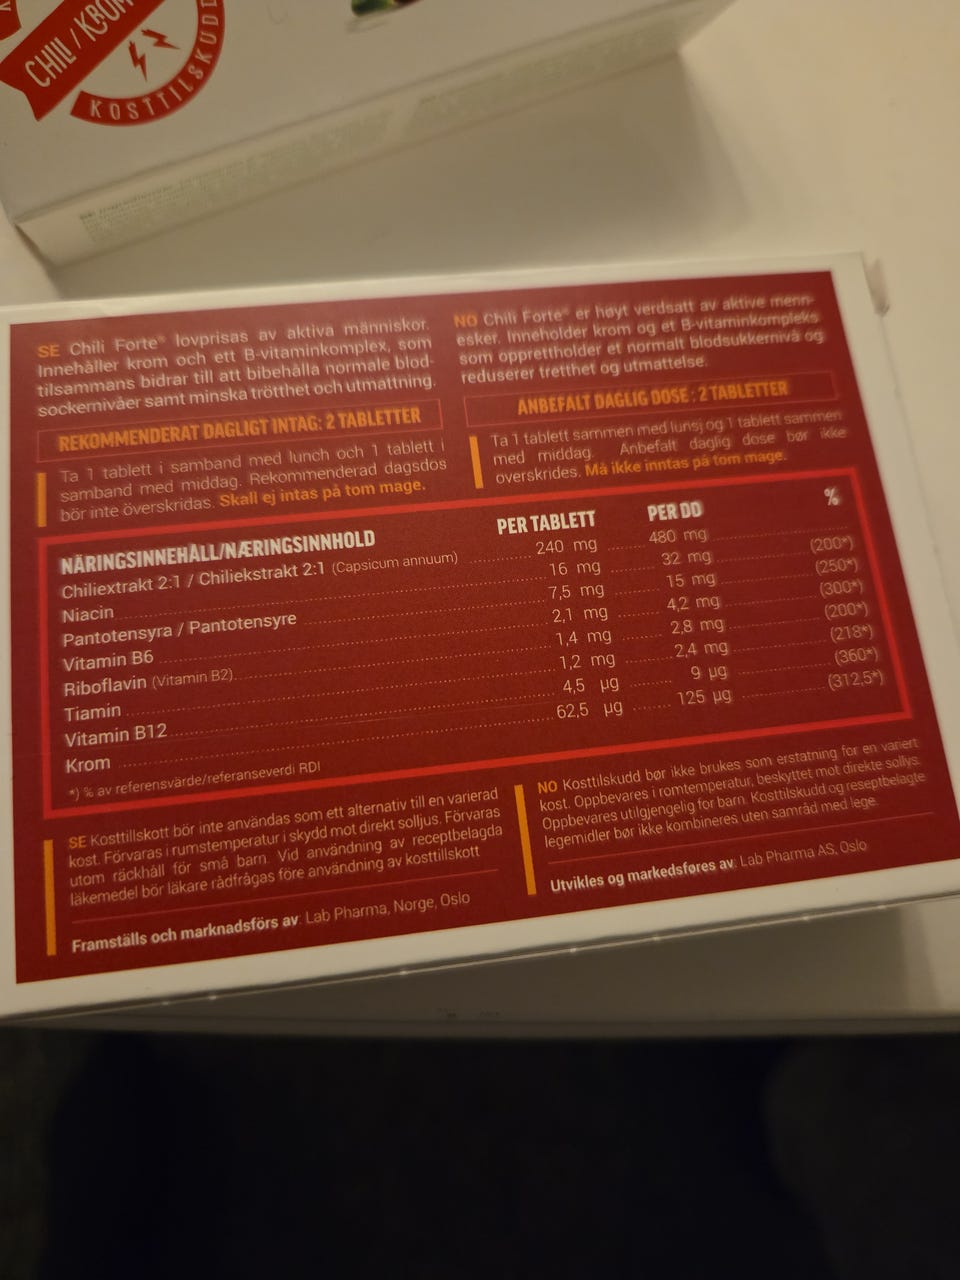 CHILI / KROM
KOSTTILSKUDD
SE Chili Forte® lovprisas av aktiva människor.
Innehåller krom och ett B-vitaminkomplex, som
tilsammans bidrar till att bibehålla normale blod-
sockernivåer samt minska trötthet och utmattning.
REKOMMENDERAT DAGLIGT INTAG: 2 TABLETTER
Ta 1 tablett i samband med lunch och 1 tablett i
samband med middag. Rekommenderad dagsdos
bör inte överskridas. Skall ej intas på tom mage.
NO Chili Forte® er høyt verdsatt av aktive menn-
esker. Inneholder krom og et B-vitaminkompleks
som opprettholder et normalt blodsukkernivå og
reduserer tretthet og utmattelse.
ANBEFALT DAGLIG DOSE : 2 TABLETTER
Ta 1 tablett sammen med lunsj og 1 tablett sammen
med middag. Anbefalt daglig dose bør ikke
overskrides. Må ikke inntas på tom mage.
NÄRINGSINNEHÅLL/NÆRINGSINNHOLD PER TABLETT PER DD %
Chiliextrakt 2:1 / Chiliekstrakt 2:1 (Capsicum annuum) 240 mg 480 mg
Niacin 16 mg 32 mg (200*)
Pantotensyra / Pantotensyre 7,5 mg 15 mg (250*)
Vitamin B6 2,1 mg 4,2 mg (300*)
Riboflavin (Vitamin B2) 1,4 mg 2,8 mg (200*)
Tiamin 1,2 mg 2,4 mg (218*)
Vitamin B12 4,5 µg 9 µg (360*)
Krom 62,5 µg 125 µg (312,5*)
*) % av referensvärde/referanseverdi RDI
SE Kosttillskott bör inte användas som ett alternativ till en varierad
kost. Förvaras i rumstemperatur i skydd mot direkt solljus. Förvaras
utom räckhåll för små barn. Vid användning av receptbelagda
läkemedel bör läkare rådfrågas före användning av kosttillskott
Framställs och marknadsförs av: Lab Pharma, Norge, Oslo
NO Kosttilskudd bør ikke brukes som erstatning for en variert
kost. Oppbevares i romtemperatur, beskyttet mot direkte sollys.
Oppbevares utilgjengelig for barn. Kosttilskudd og reseptbelagte
legemidler bør ikke kombineres uten samråd med lege.
Utvikles og markedsføres av: Lab Pharma AS, Oslo